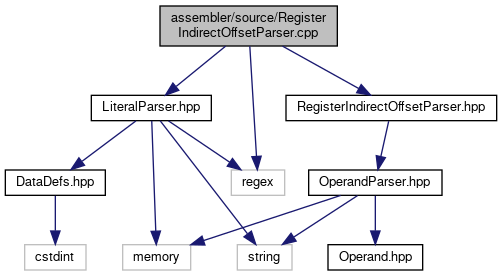 assembler/source/Register
IndirectOffsetParser.cpp
LiteralParser.hpp
RegisterIndirectOffsetParser.hpp
DataDefs.hpp
regex
OperandParser.hpp
cstdint
memory
string
Operand.hpp